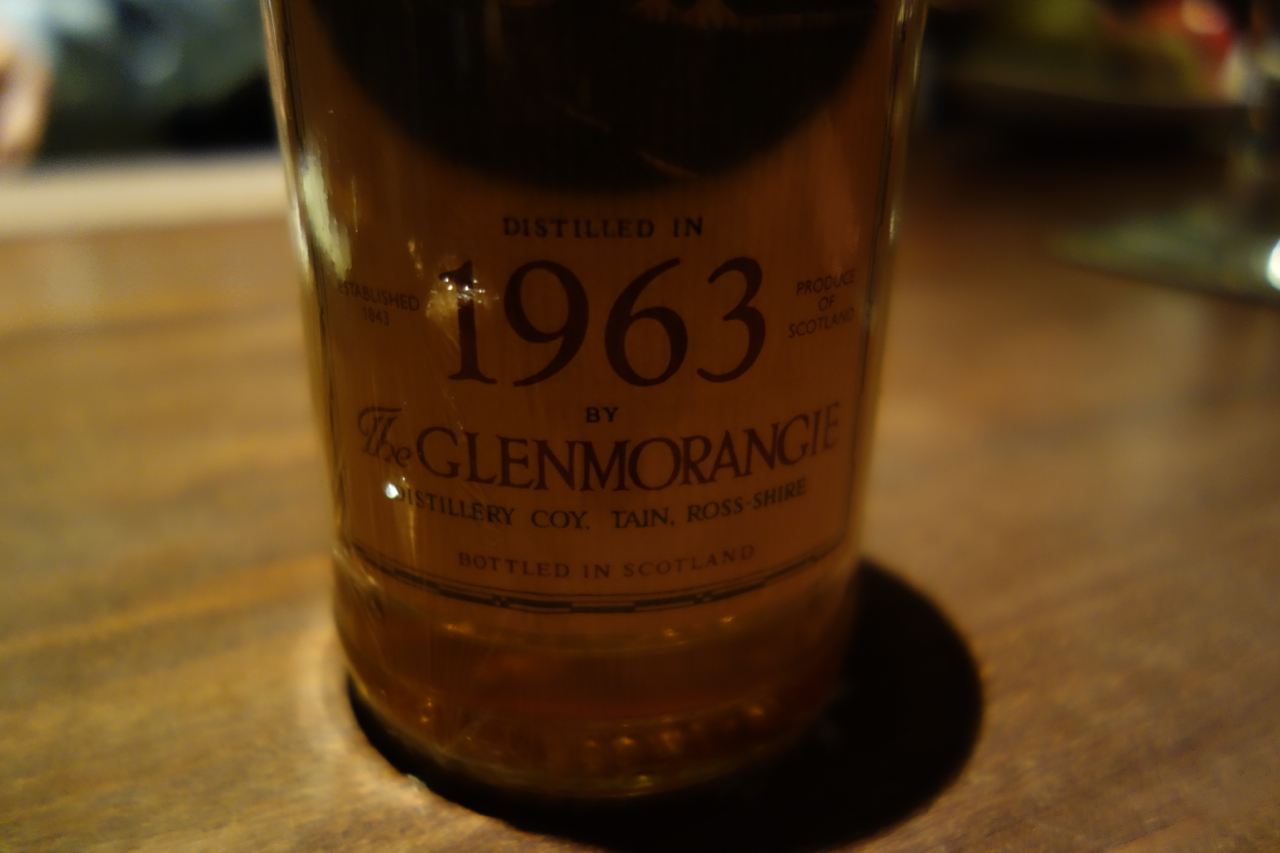 DISTILLED IN
ESTABLISHED
1843
1963
PRODUCE
OF
SCOTLAND
BY
The GLENMORANGIE
DISTILLERY COY. TAIN, ROSS-SHIRE
BOTTLED IN SCOTLAND